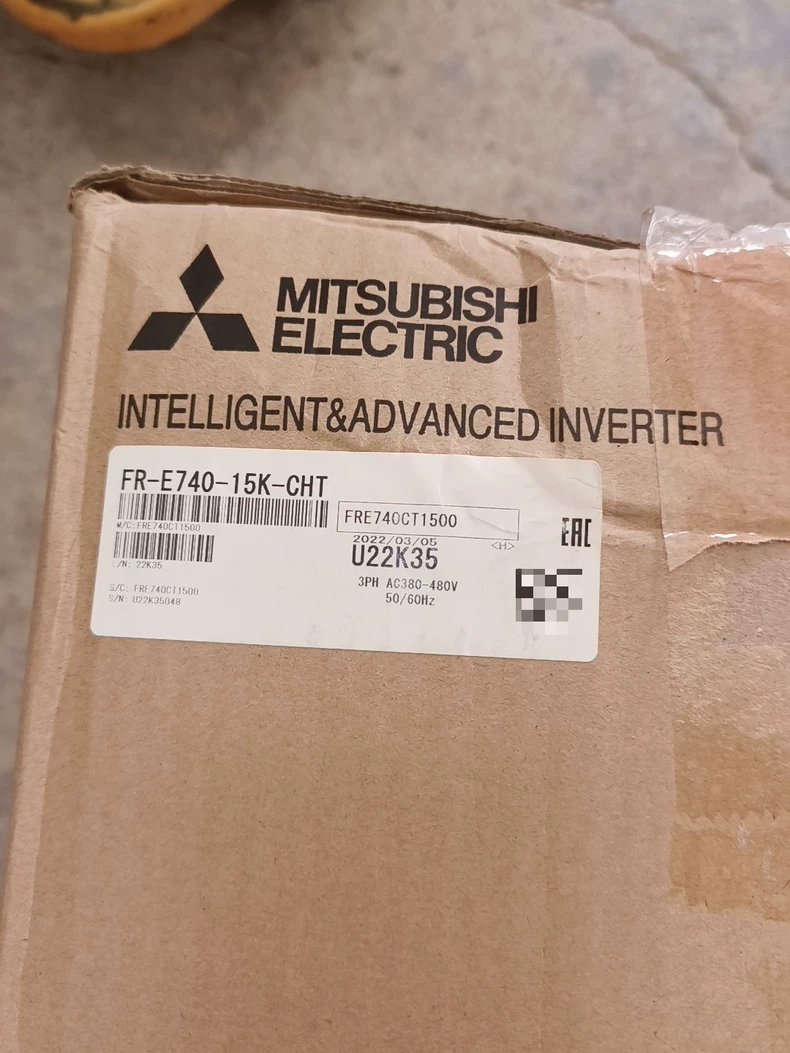 MITSUBISHI
ELECTRIC
INTELLIGENT&ADVANCED INVERTER
FR-E740-15K-CHT
M/C:FRE740CT1500
FRE740CT1500
EAC
2022/03/05
<H>
U22K35
L/N: 22K35
3PH AC380-480V
50/60Hz
G/C: FRE740CT1500
S/N: U22K35048